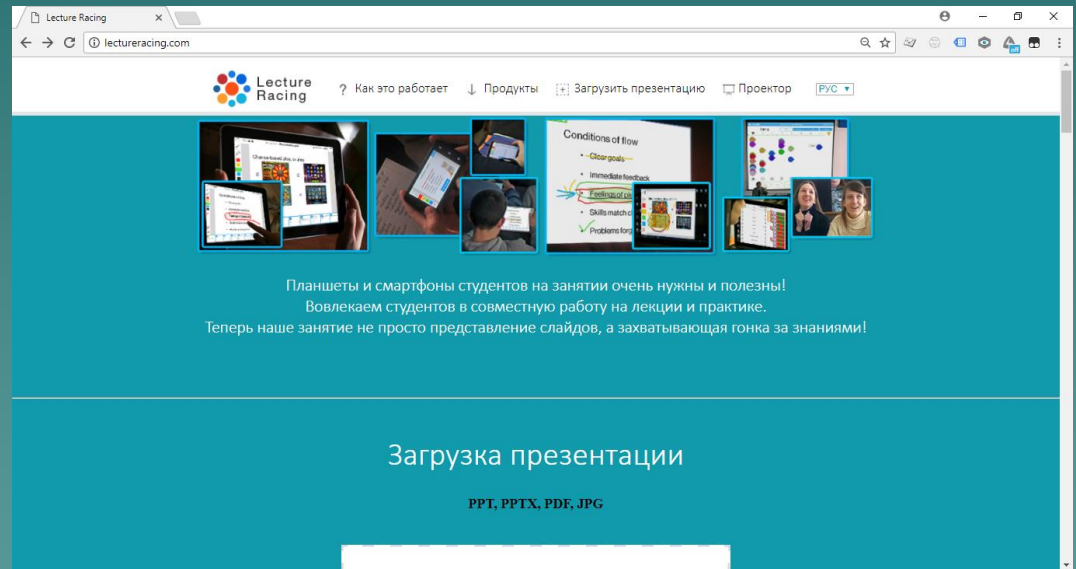 Lecture Racing
lectureracing.com
Lecture
Racing
? Как это работает
Продукты
Загрузить презентацию
Проектор
РУС
Conditions of flow
Clear goals
Immediate feedback
Skills match
Планшеты и смартфоны студентов на занятии очень нужны и полезны!
Вовлекаем студентов в совместную работу на лекции и практике.
Теперь наше занятие не просто представление слайдов, а захватывающая гонка за знаниями!
Загрузка презентации
PPT, PPTX, PDF, JPG